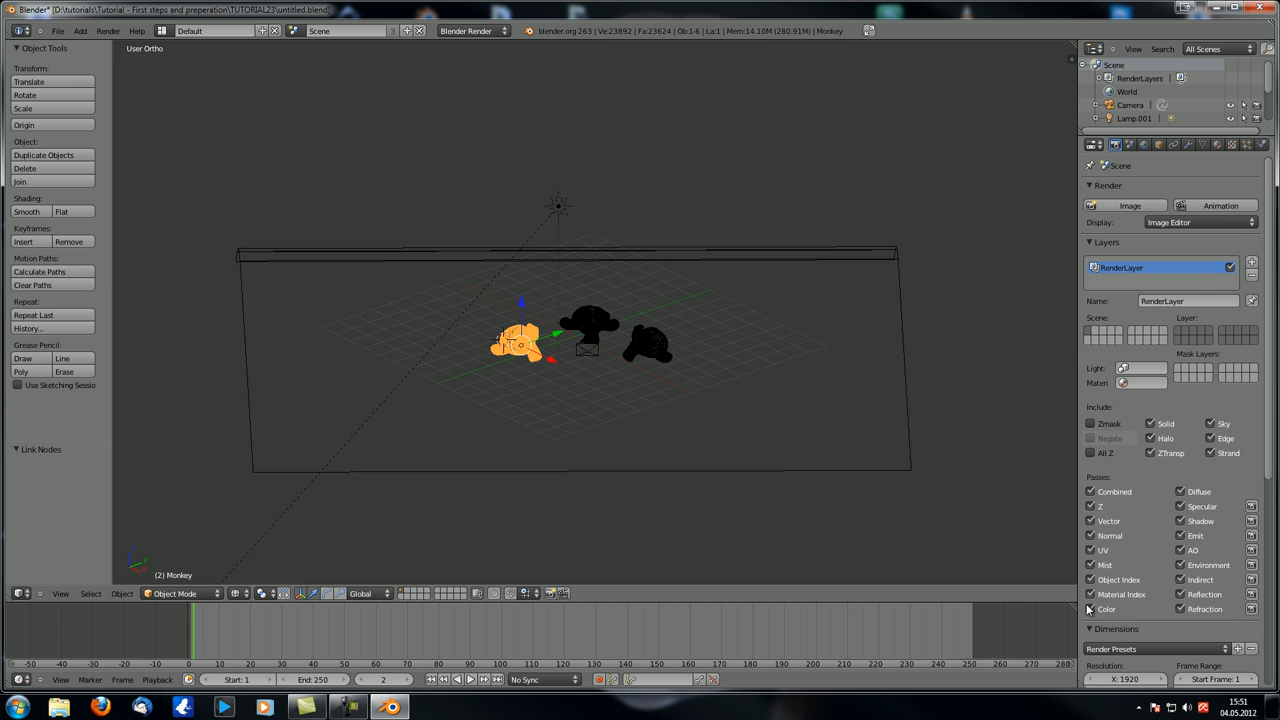 Blender* [D:\tutorials\Tutorial - First steps and preperation\TUTORIAL23\untitled.blend]
File Add Render Help Default Scene 3 Blender Render blender.org 263 | Ve:23892 | Fa:23624 | Ob:1-6 | La:1 | Mem:14.10M (280.91M) | Monkey
Object Tools
Transform:
Translate
Rotate
Scale
Origin
Object:
Duplicate Objects
Delete
Join
Shading:
Smooth Flat
Keyframes:
Insert Remove
Motion Paths:
Calculate Paths
Clear Paths
Repeat:
Repeat Last
History...
Grease Pencil:
Draw Line
Poly Erase
Use Sketching Sessio
Link Nodes
User Ortho
(2) Monkey
View Select Object Object Mode Global
-50 -40 -30 -20 -10 0 10 20 30 40 50 60 70 80 90 100 110 120 130 140 150 160 170 180 190 200 210 220 230 240 250 260 270 280
View Marker Frame Playback Start: 1 End: 250 2 No Sync
View Search All Scenes
Scene
RenderLayers |
World
Camera |
Lamp.001 |
Scene
Render
Image Animation
Display: Image Editor
Layers
RenderLayer
Name: RenderLayer
Scene: Layer:
Mask Layers:
Light:
Materi
Include:
Zmask Solid Sky
Negate Halo Edge
All Z ZTransp Strand
Passes:
Combined Diffuse
Z Specular
Vector Shadow
Normal Emit
UV AO
Mist Environment
Object Index Indirect
Material Index Reflection
Color Refraction
Dimensions
Render Presets
Resolution: Frame Range:
X: 1920 Start Frame: 1
15:51
04.05.2012